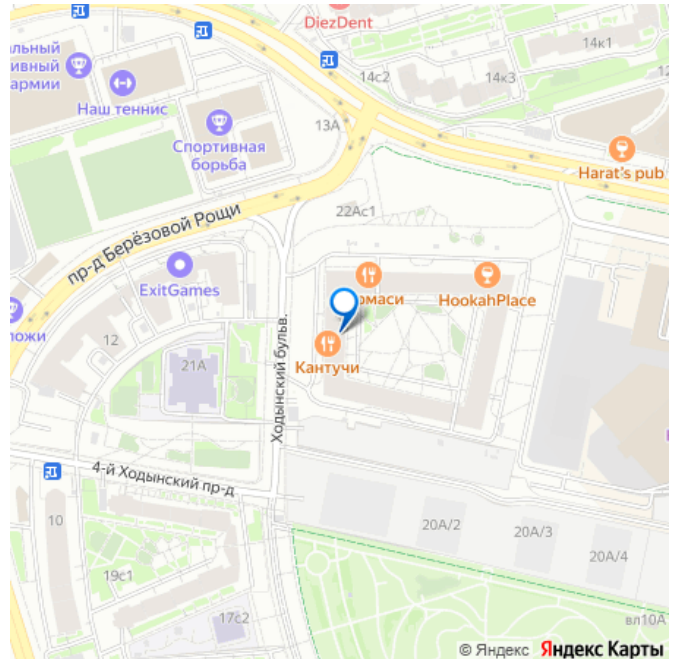 DiezDent
14к1
альный
ивный
армии
14с2
14к3
12
Наш теннис
13А
Спортивная
борьба
Harat's pub
22Ас1
пр-д Берёзовой Рощи
ExitGames
омаси
HookahPlace
ложи
12
Кантучи
21А
Ходынский бульв.
4-й Ходынский пр-д
10
20А/2
20А/3
20А/4
19с1
17с2
вл10А
© Яндекс Яндекс Карты